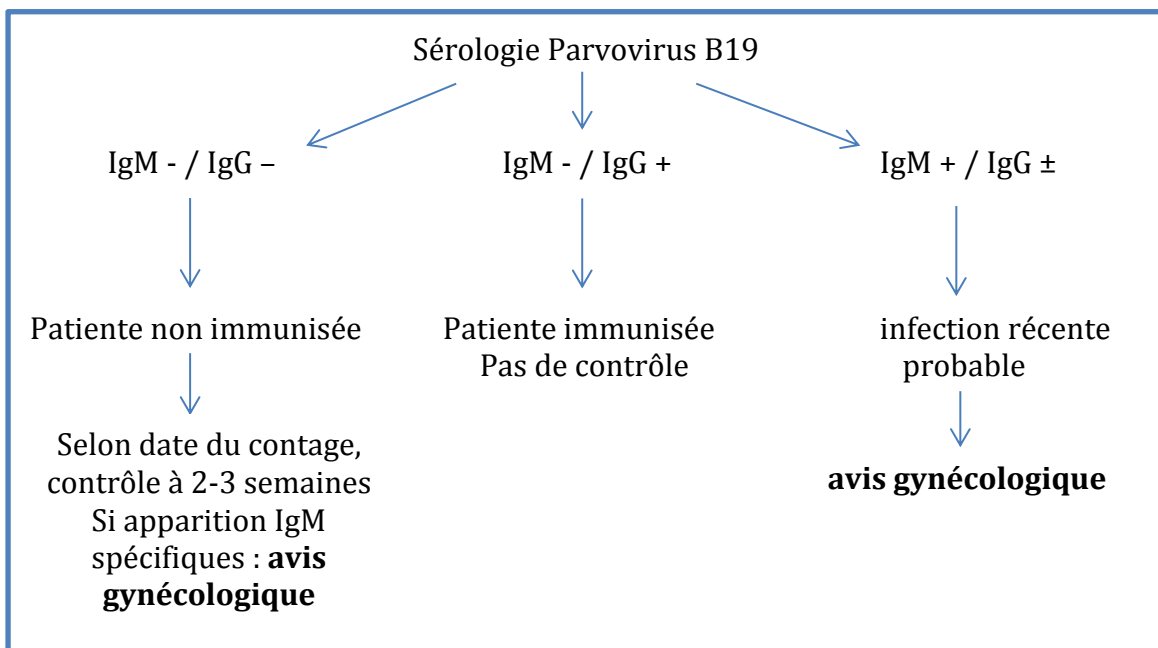 Sérologie Parvovirus B19
IgM - / IgG –
IgM - / IgG +
IgM + / IgG ±
Patiente non immunisée
Patiente immunisée
Pas de contrôle
infection récente
probable
Selon date du contage,
contrôle à 2-3 semaines
Si apparition IgM
spécifiques : avis
gynécologique
avis gynécologique